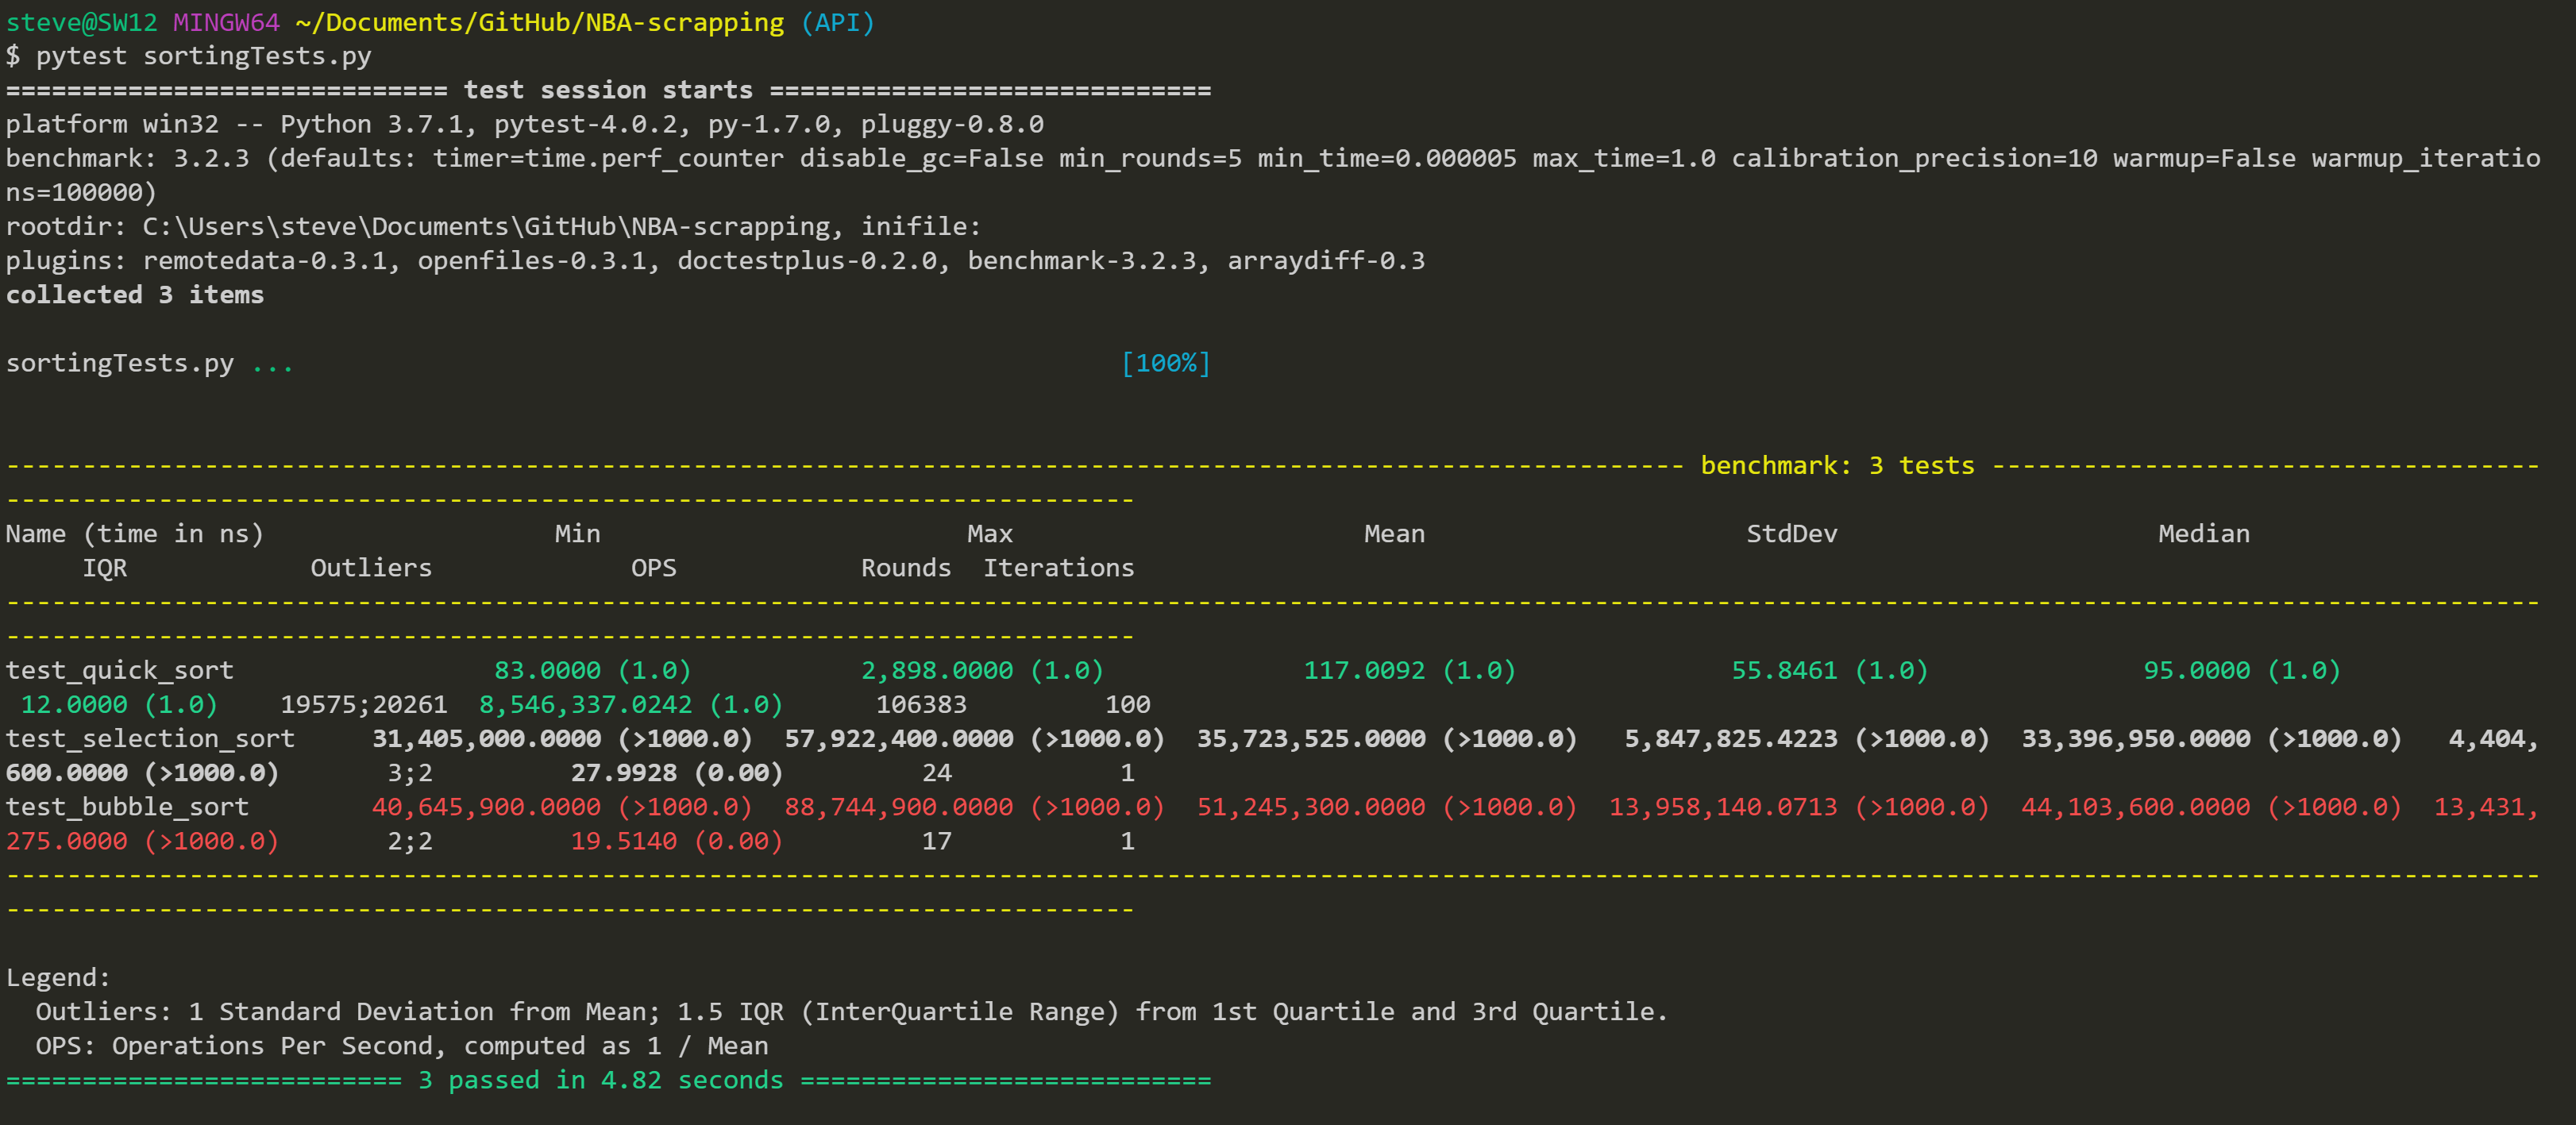 steve@SW12 MINGW64 ~/Documents/GitHub/NBA-scrapping (API)
$ pytest sortingTests.py
============================= test session starts =============================
platform win32 -- Python 3.7.1, pytest-4.0.2, py-1.7.0, pluggy-0.8.0
benchmark: 3.2.3 (defaults: timer=time.perf_counter disable_gc=False min_rounds=5 min_time=0.000005 max_time=1.0 calibration_precision=10 warmup=False warmup_iteratio
ns=100000)
rootdir: C:\Users\steve\Documents\GitHub\NBA-scrapping, inifile:
plugins: remotedata-0.3.1, openfiles-0.3.1, doctestplus-0.2.0, benchmark-3.2.3, arraydiff-0.3
collected 3 items
sortingTests.py ... [100%]
-------------------------------------------------------------------------------------------------------------- benchmark: 3 tests ------------------------------------
--------------------------------------------------------------------------
Name (time in ns) Min Max Mean StdDev Median
IQR Outliers OPS Rounds Iterations
----------------------------------------------------------------------------------------------------------------------------------------------------------------------
--------------------------------------------------------------------------
test_quick_sort 83.0000 (1.0) 2,898.0000 (1.0) 117.0092 (1.0) 55.8461 (1.0) 95.0000 (1.0)
12.0000 (1.0) 19575;20261 8,546,337.0242 (1.0) 106383 100
test_selection_sort 31,405,000.0000 (>1000.0) 57,922,400.0000 (>1000.0) 35,723,525.0000 (>1000.0) 5,847,825.4223 (>1000.0) 33,396,950.0000 (>1000.0) 4,404,
600.0000 (>1000.0) 3;2 27.9928 (0.00) 24 1
test_bubble_sort 40,645,900.0000 (>1000.0) 88,744,900.0000 (>1000.0) 51,245,300.0000 (>1000.0) 13,958,140.0713 (>1000.0) 44,103,600.0000 (>1000.0) 13,431,
275.0000 (>1000.0) 2;2 19.5140 (0.00) 17 1
----------------------------------------------------------------------------------------------------------------------------------------------------------------------
--------------------------------------------------------------------------
Legend:
Outliers: 1 Standard Deviation from Mean; 1.5 IQR (InterQuartile Range) from 1st Quartile and 3rd Quartile.
OPS: Operations Per Second, computed as 1 / Mean
========================== 3 passed in 4.82 seconds ===========================